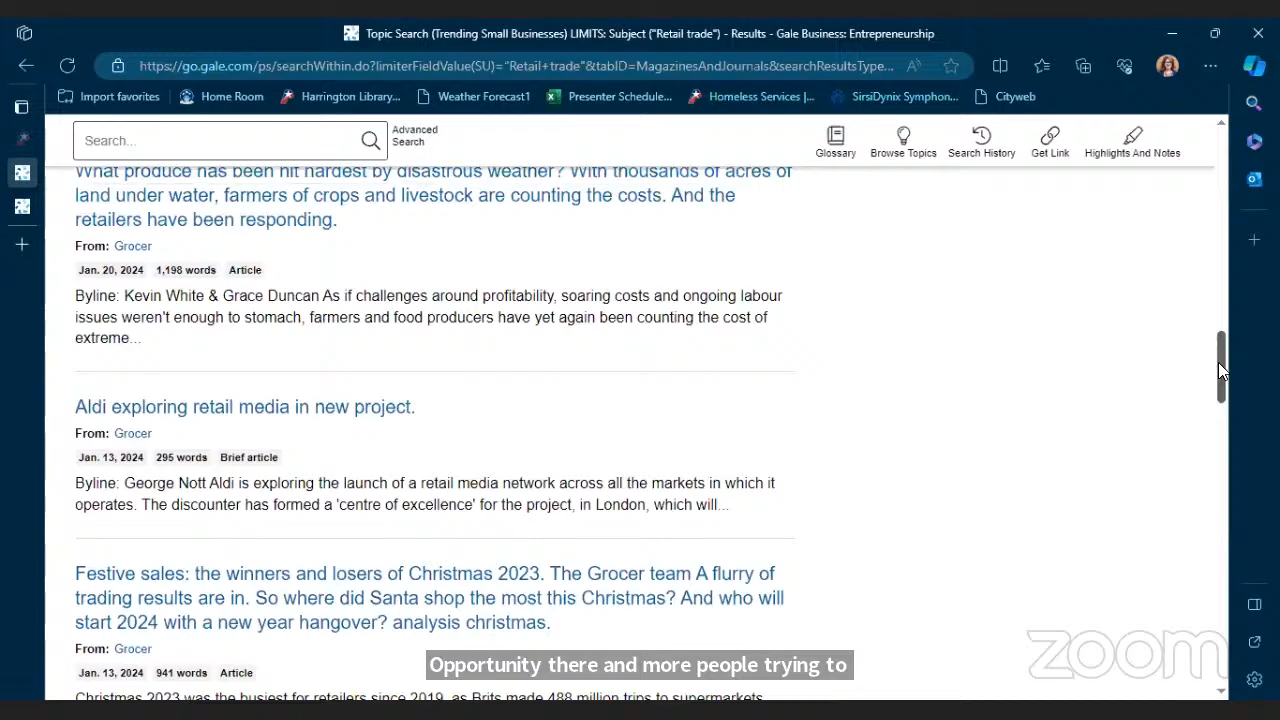 Topic Search (Trending Small Businesses) LIMITS: Subject ("Retail trade") - Results - Gale Business: Entrepreneurship
https://go.gale.com/ps/searchWithin.do?limiterFieldValue(SU)="Retail+trade"&tabID=MagazinesAndJournals&searchResultsType...
Import favorites Home Room Harrington Library... Weather Forecast1 Presenter Schedule... Homeless Services |... SirsiDynix Symphon... Cityweb
Search...
Advanced
Search
Glossary Browse Topics Search History Get Link Highlights And Notes
What produce has been hit hardest by disastrous weather? With thousands of acres of
land under water, farmers of crops and livestock are counting the costs. And the
retailers have been responding.
From: Grocer
Jan. 20, 2024 1,198 words Article
Byline: Kevin White & Grace Duncan As if challenges around profitability, soaring costs and ongoing labour
issues weren't enough to stomach, farmers and food producers have yet again been counting the cost of
extreme...
Aldi exploring retail media in new project.
From: Grocer
Jan. 13, 2024 295 words Brief article
Byline: George Nott Aldi is exploring the launch of a retail media network across all the markets in which it
operates. The discounter has formed a 'centre of excellence' for the project, in London, which will...
Festive sales: the winners and losers of Christmas 2023. The Grocer team A flurry of
trading results are in. So where did Santa shop the most this Christmas? And who will
start 2024 with a new year hangover? analysis christmas.
From: Grocer
Jan. 13, 2024 941 words Article
Christmas 2023 was the busiest for retailers since 2019, as Brits made 488 million trips to supermarkets
Opportunity there and more people trying to
zoom